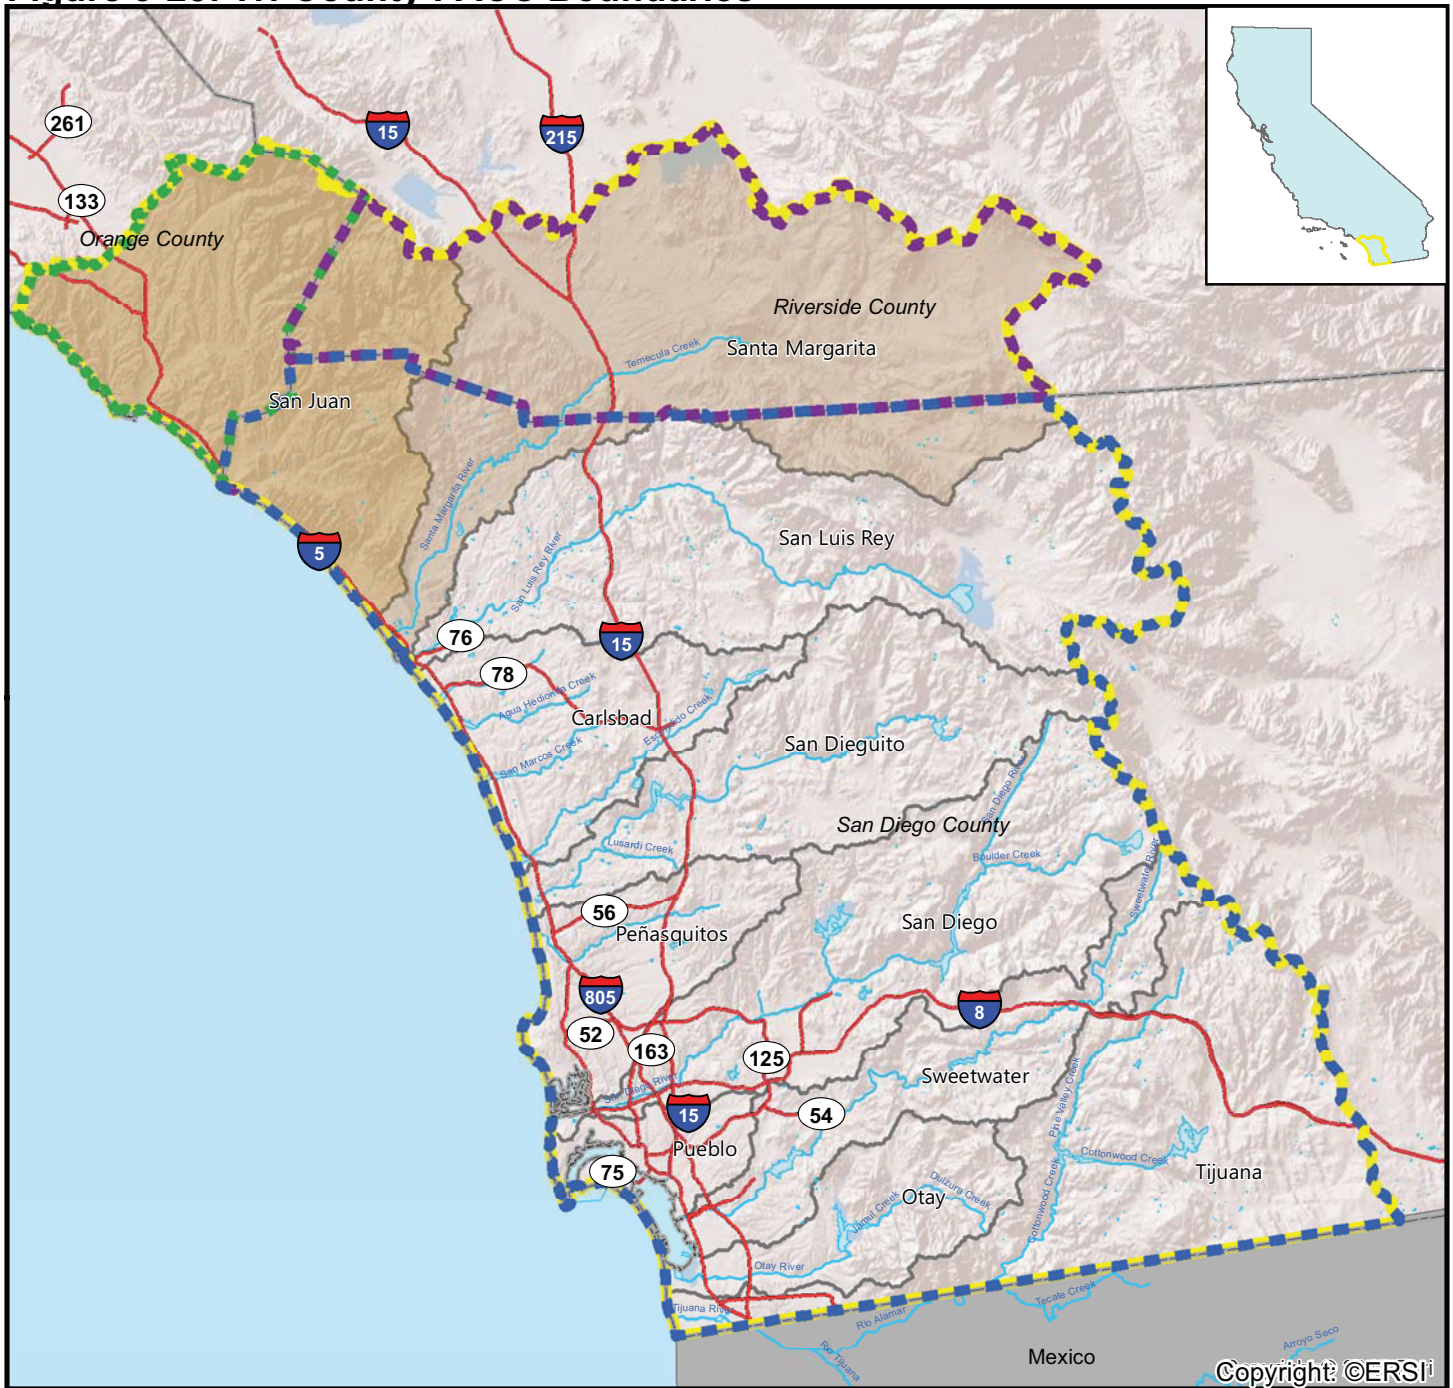 261
15
215
133
Orange County
Riverside County
Santa Margarita
Temecula Creek
San Juan
Santa Margarita River
San Luis Rey
San Luis Rey River
5
76
15
78
Agua Hedionda Creek
Carlsbad
Escondido Creek
San Marcos Creek
San Dieguito
San Diego River
San Diego County
Lusardi Creek
Boulder Creek
Sweetwater River
56
Peñasquitos
San Diego
805
8
52
163
125
Sweetwater
San Diego River
15
54
Pine Valley Creek
Pueblo
Cottonwood Creek
75
Tijuana
Otay
Dulzura Creek
Jamul Creek
Cottonwood Creek
Otay River
Tijuana River
Tecate Creek
Rio Alamar
Rio Tijuana
Arroyo Seco
Mexico
Copyright: ©ERSI